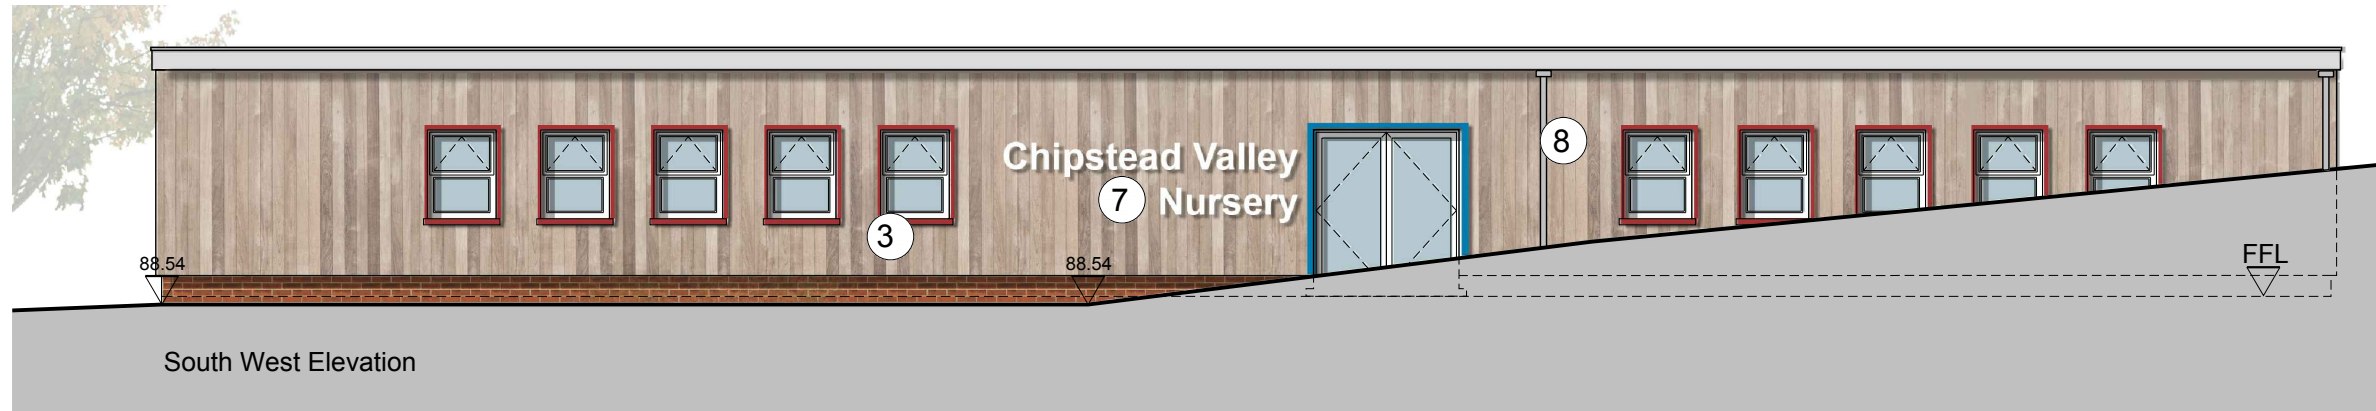 Chipstead Valley
8
7 Nursery
3
88.54
88.54
FFL
South West Elevation